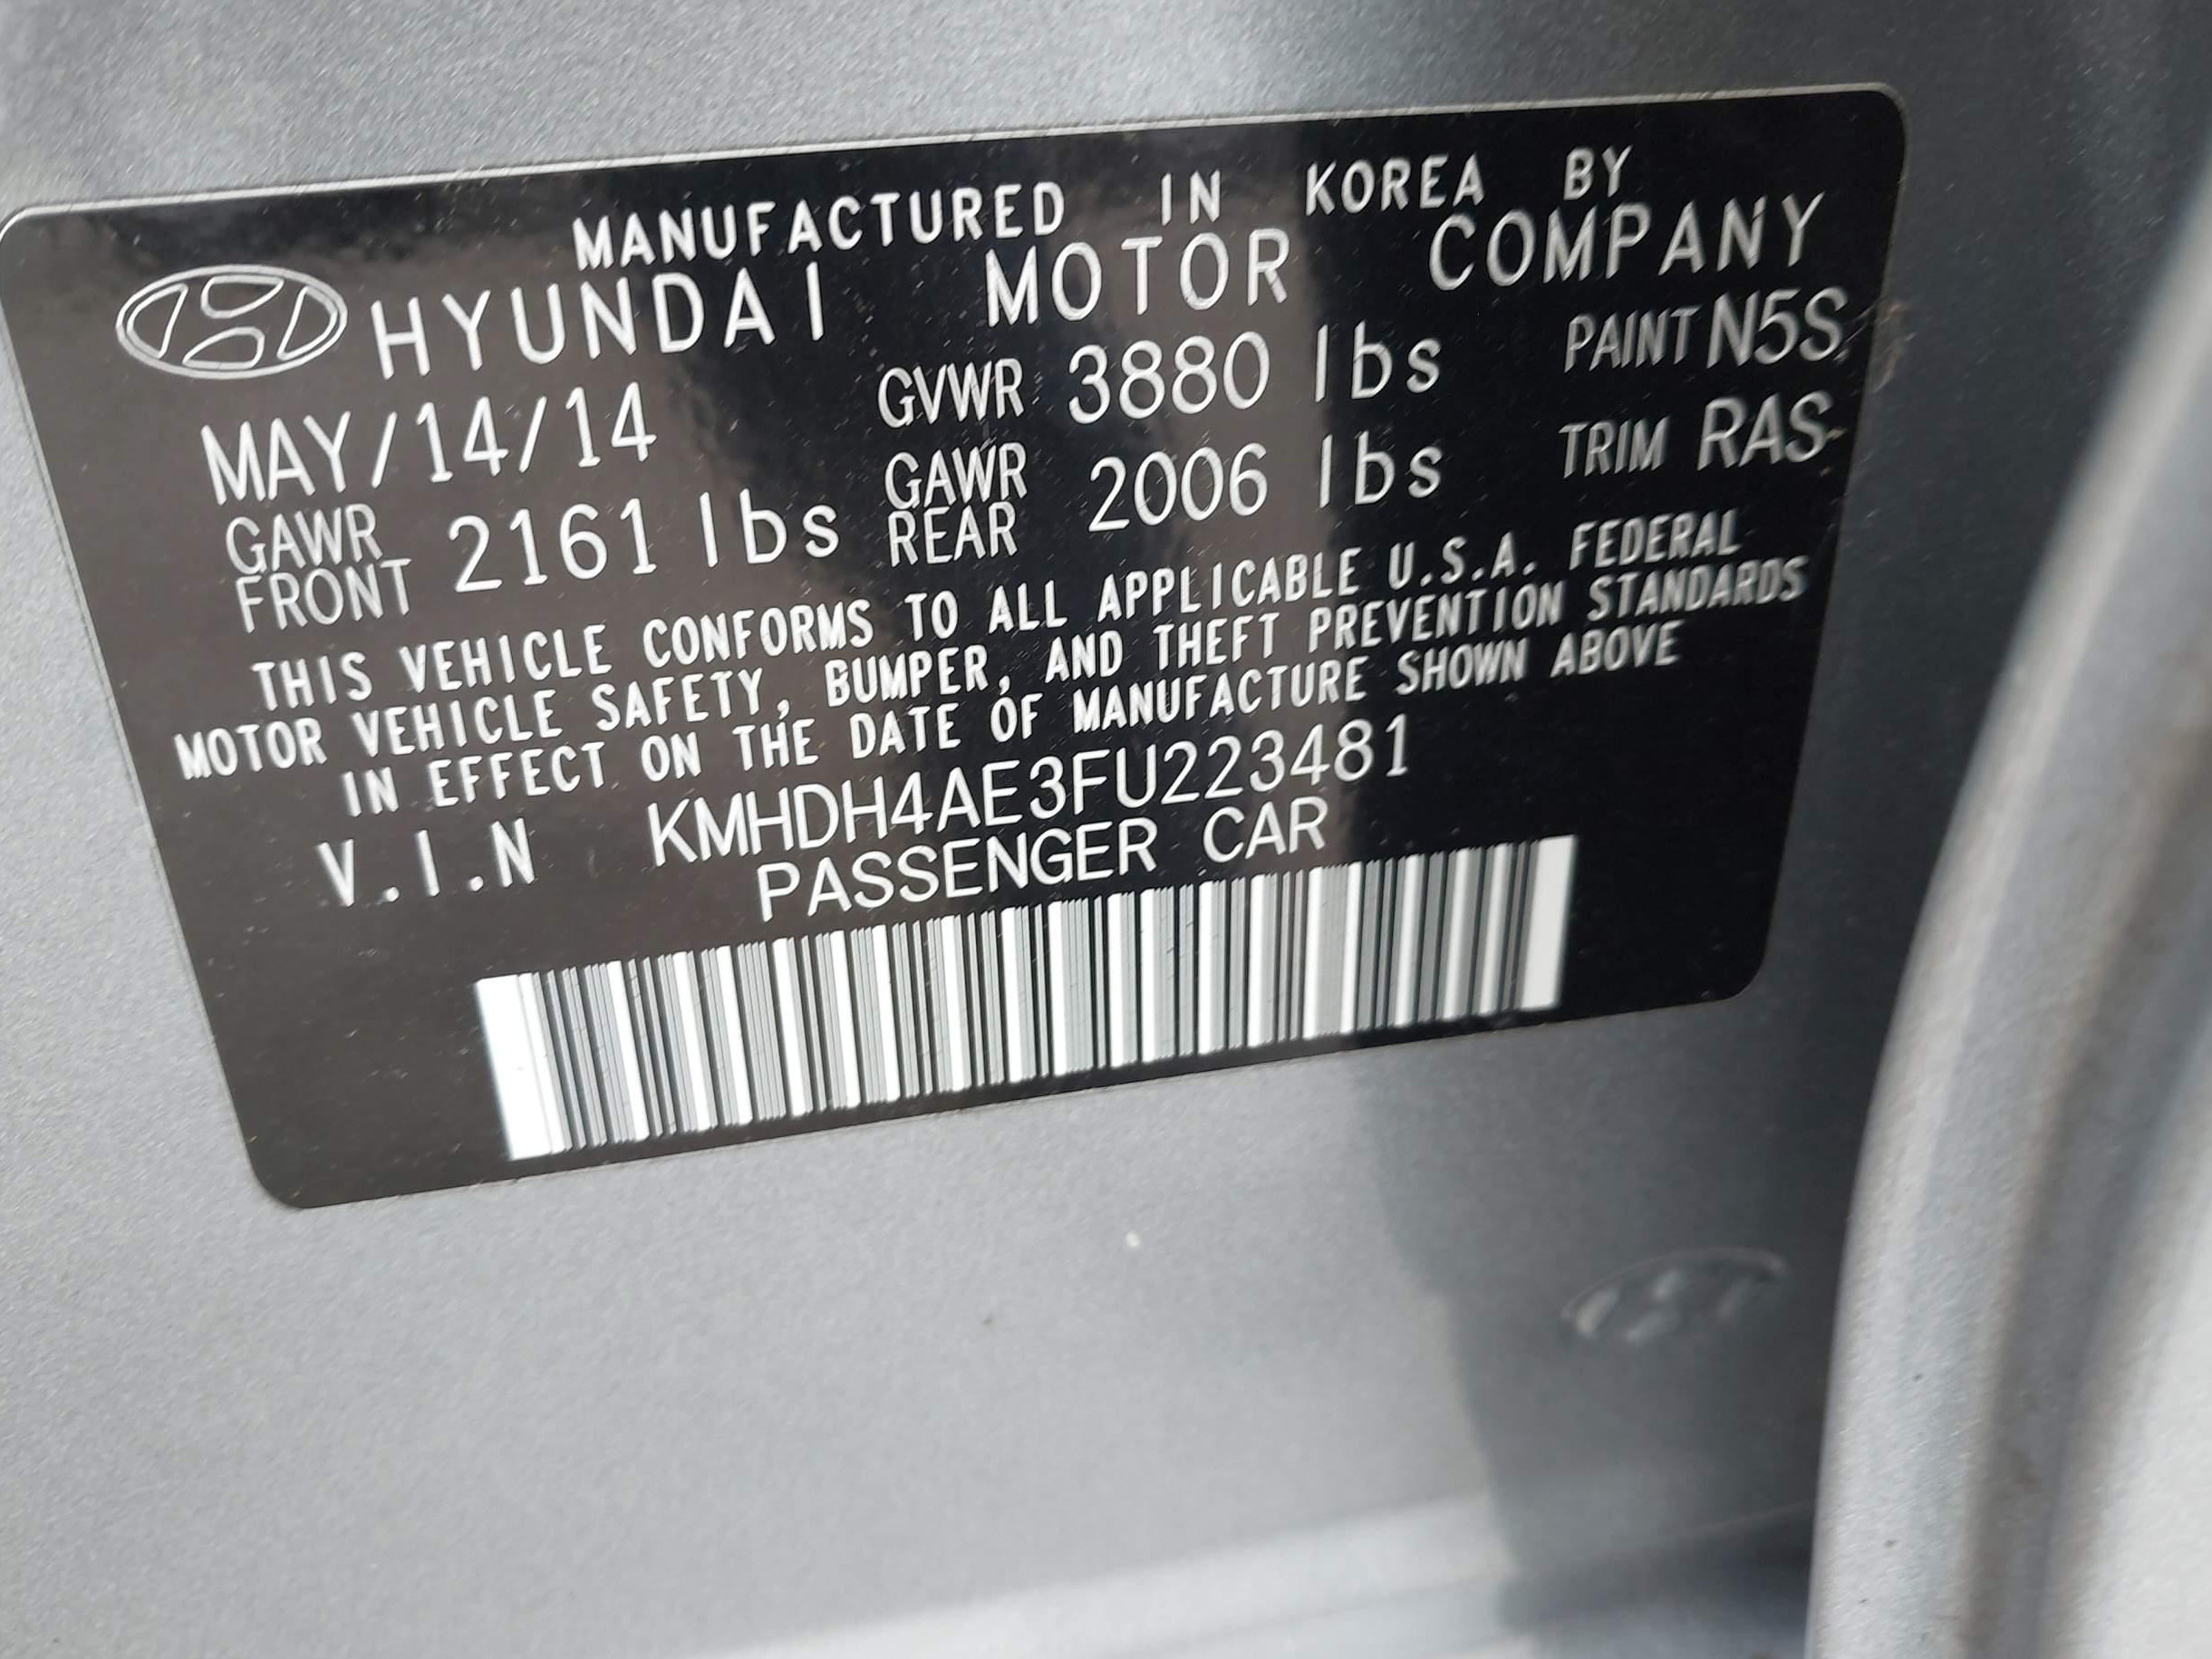 MANUFACTURED IN KOREA BY
HYUNDAI MOTOR COMPANY
MAY/14/14 GVWR 3880 lbs PAINT N5S
GAWR FRONT 2161 lbs GAWR REAR 2006 lbs TRIM RAS
THIS VEHICLE CONFORMS TO ALL APPLICABLE U.S.A. FEDERAL
MOTOR VEHICLE SAFETY, BUMPER, AND THEFT PREVENTION STANDARDS
IN EFFECT ON THE DATE OF MANUFACTURE SHOWN ABOVE
V.I.N KMHDH4AE3FU223481
PASSENGER CAR